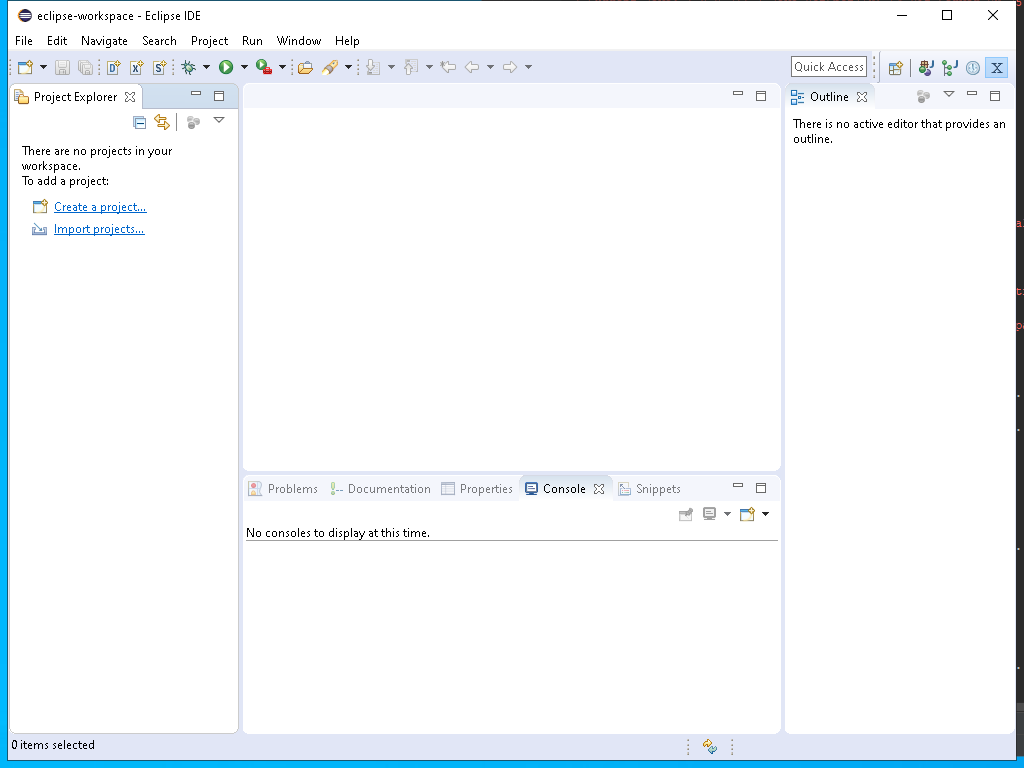 eclipse-workspace - Eclipse IDE
File Edit Navigate Search Project Run Window Help
Quick Access
Project Explorer
There are no projects in your
workspace.
To add a project:
Create a project...
Import projects...
Outline
There is no active editor that provides an
outline.
Problems Documentation Properties Console Snippets
No consoles to display at this time.
0 items selected